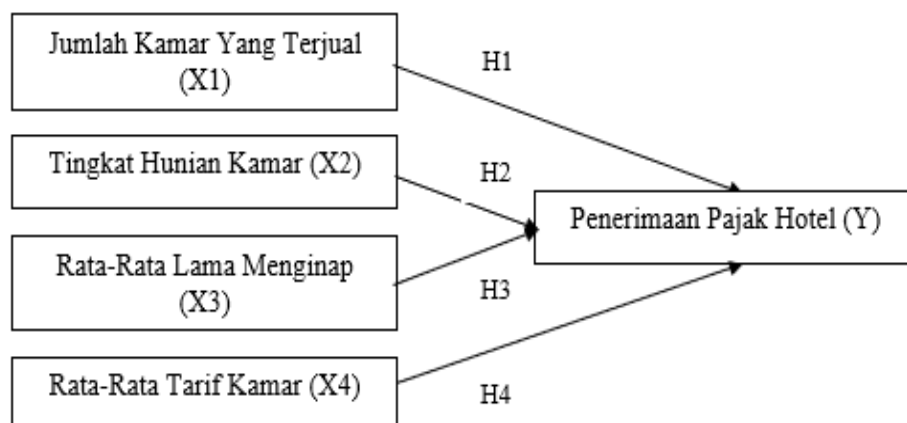 Jumlah Kamar Yang Terjual
(X1)
H1
Tingkat Hunian Kamar (X2)
H2
Penerimaan Pajak Hotel (Y)
Rata-Rata Lama Menginap
(X3)
H3
Rata-Rata Tarif Kamar (X4)
H4